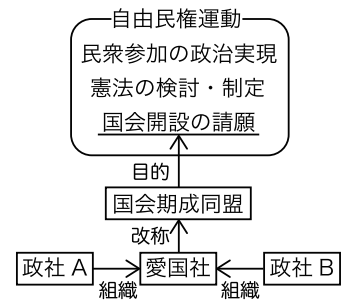 自由民権運動
民衆参加の政治実現
憲法の検討・制定
国会開設の請願
目的
国会期成同盟
改称
政社 A
愛国社
政社 B
組織
組織